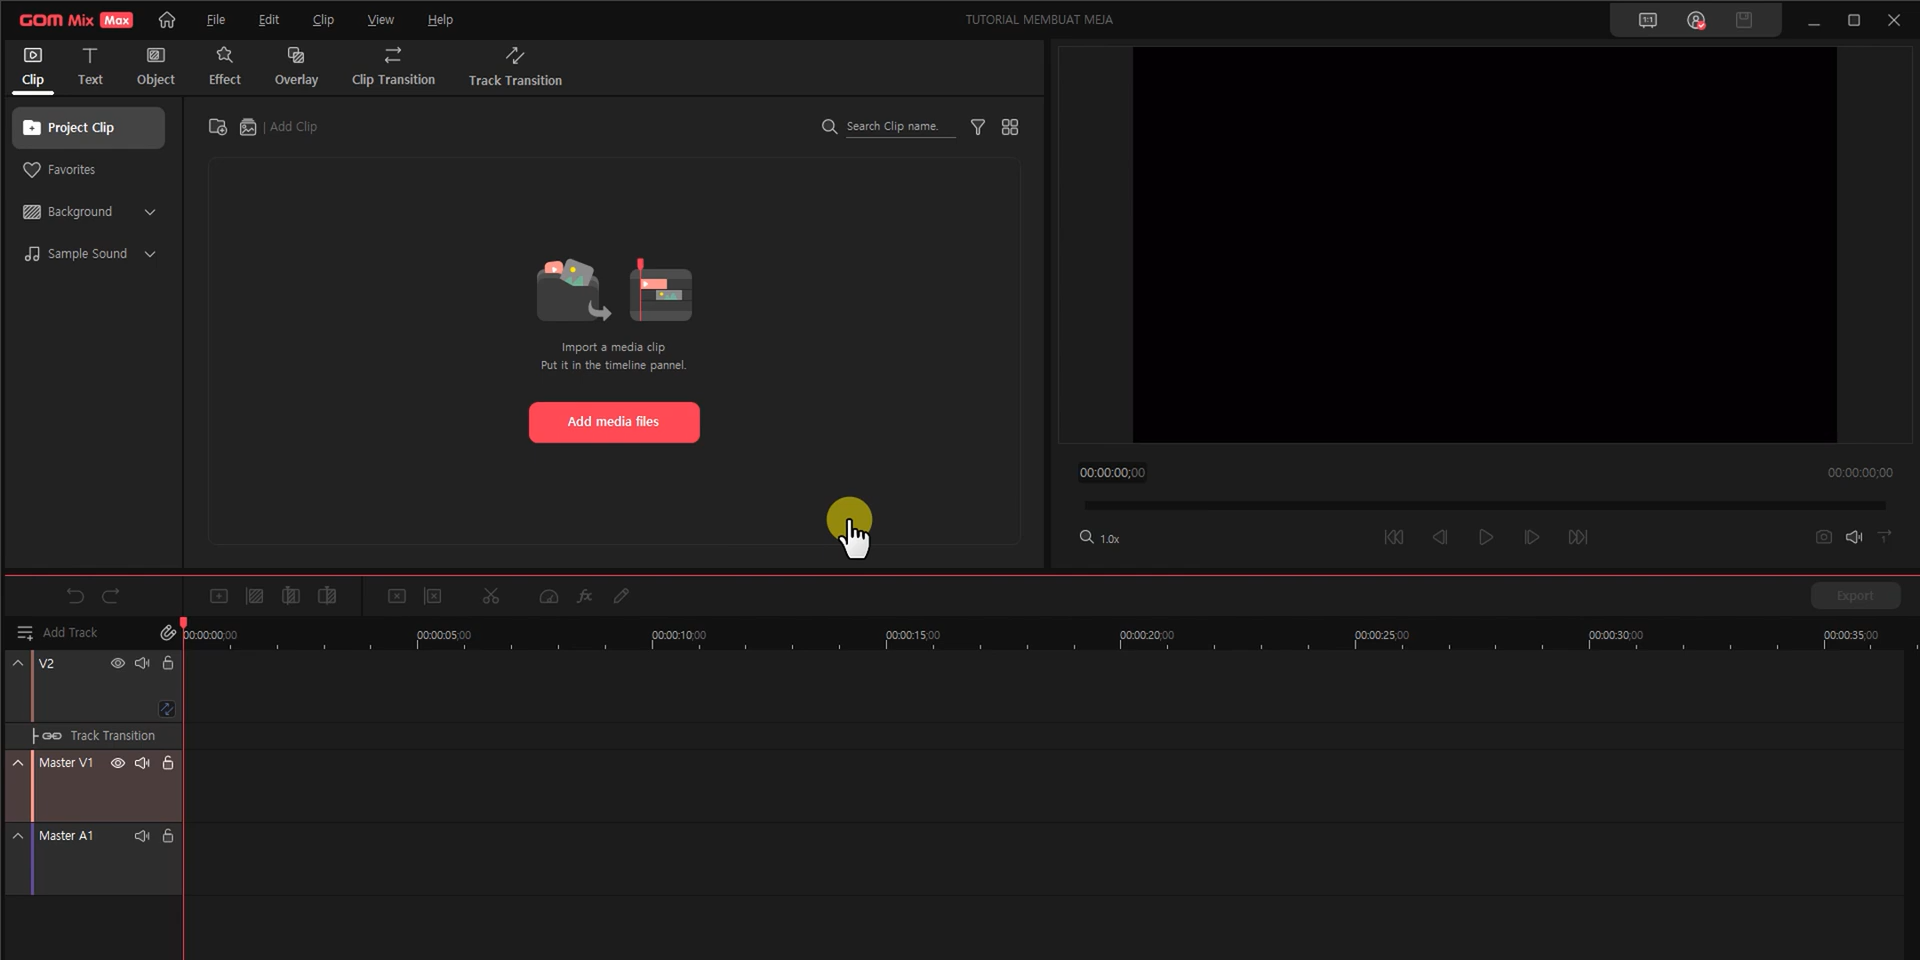 GOM Mix Max
File Edit Clip View Help
TUTORIAL MEMBUAT MEJA
1:1
Clip
Text
Object
Effect
Overlay
Clip Transition
Track Transition
Project Clip
Favorites
Background
Sample Sound
| Add Clip
Search Clip name.
Import a media clip
Put it in the timeline pannel.
Add media files
00:00:00;00
00:00:00;00
1.0x
fx
Export
Add Track
00:00:00;00 00:00:05;00 00:00:10;00 00:00:15;00 00:00:20;00 00:00:25;00 00:00:30;00 00:00:35;00
V2
Track Transition
Master V1
Master A1